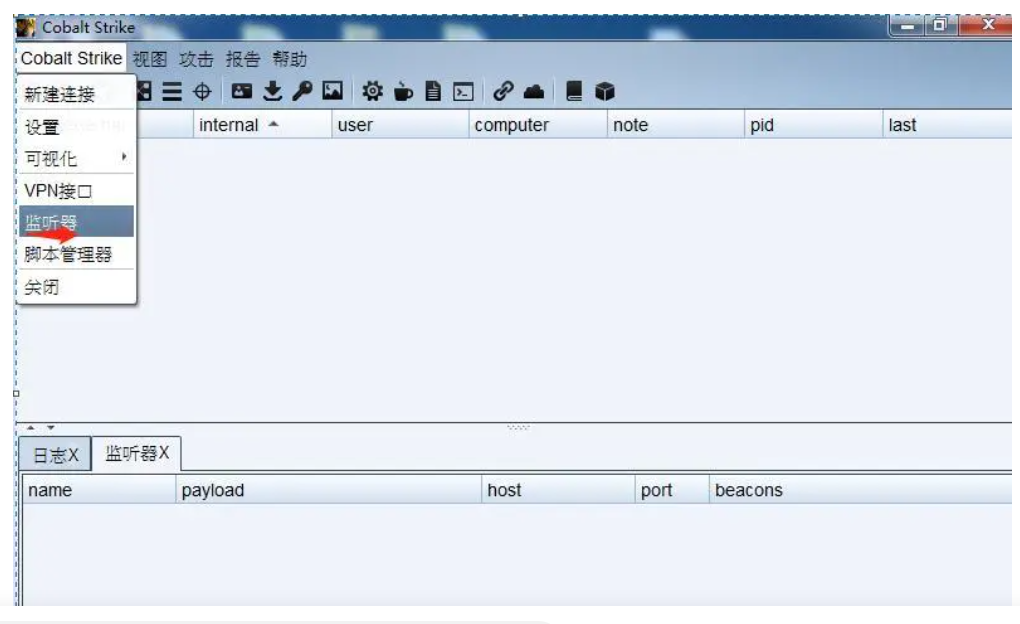 Cobalt Strike
Cobalt Strike 视图 攻击 报告 帮助
新建连接
设置
可视化
VPN接口
监听器
脚本管理器
关闭
internal user computer note pid last
日志X 监听器X
name payload host port beacons